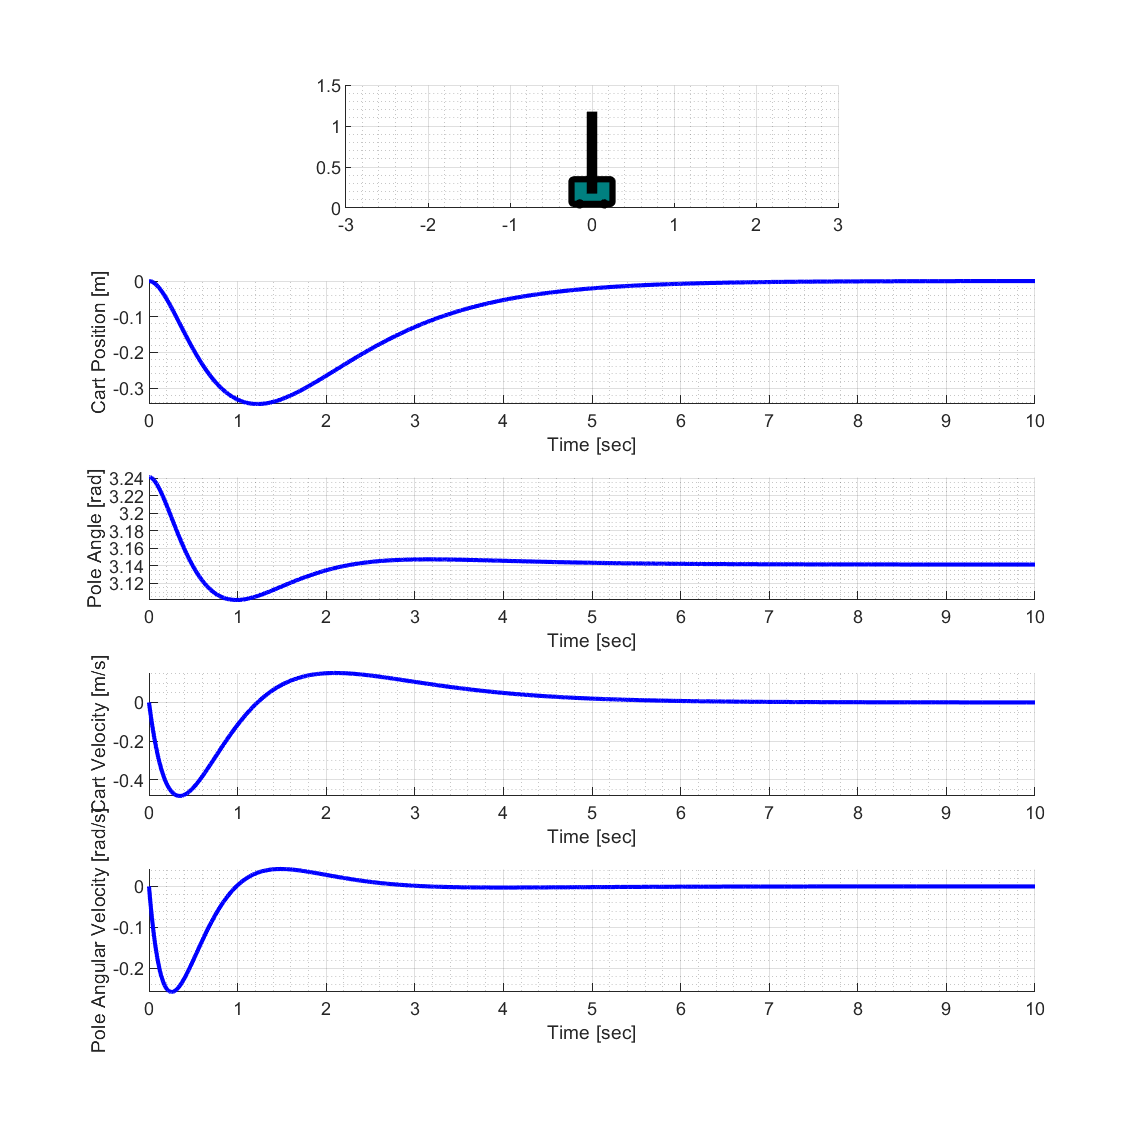 1.5
1
0.5
0
-3 -2 -1 0 1 2 3
Cart Position [m]
0
-0.1
-0.2
-0.3
0 1 2 3 4 5 6 7 8 9 10
Time [sec]
Pole Angle [rad]
3.24
3.22
3.2
3.18
3.16
3.14
3.12
0 1 2 3 4 5 6 7 8 9 10
Time [sec]
Cart Velocity [m/s]
0
-0.2
-0.4
0 1 2 3 4 5 6 7 8 9 10
Time [sec]
Pole Angular Velocity [rad/s]
0
-0.1
-0.2
0 1 2 3 4 5 6 7 8 9 10
Time [sec]